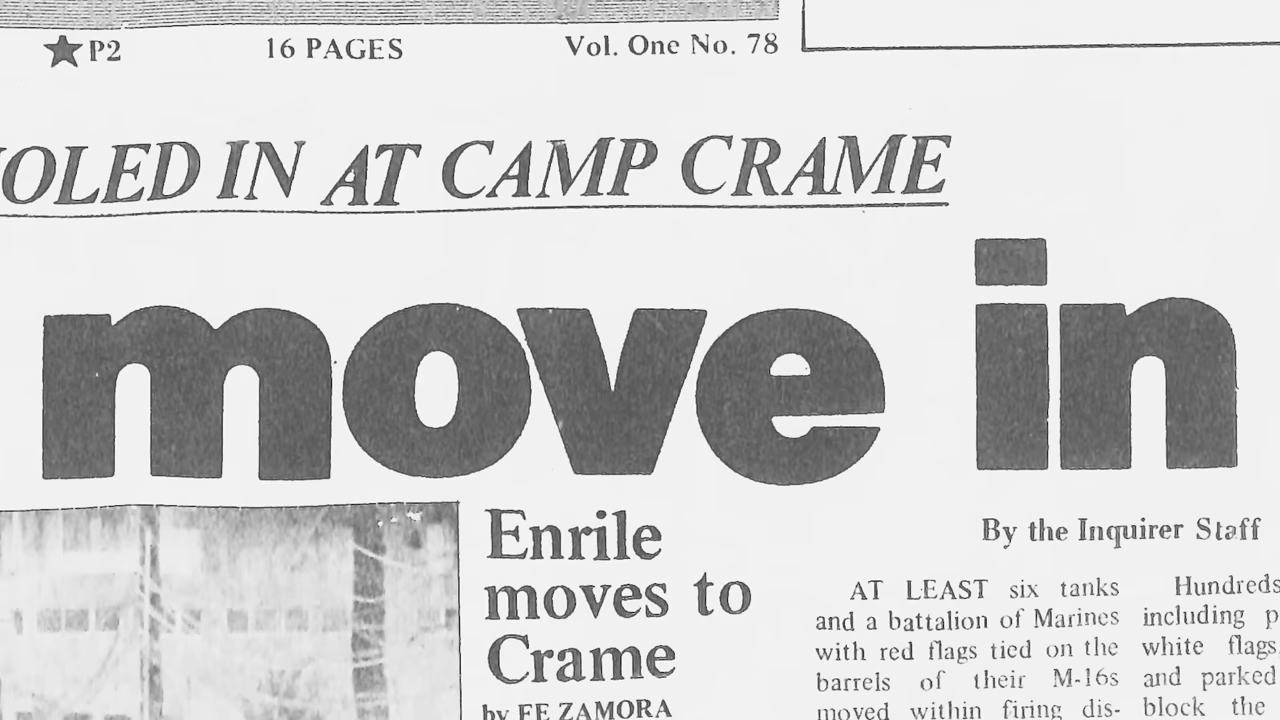 ★P2 16 PAGES Vol. One No. 78
OLED IN AT CAMP CRAME
move in
Enrile
moves to
Crame
by FE ZAMORA
By the Inquirer Staff
AT LEAST six tanks
and a battalion of Marines
with red flags tied on the
barrels of their M-16s
moved within firing dis-
Hundreds
including p
white flags
and parked
block the